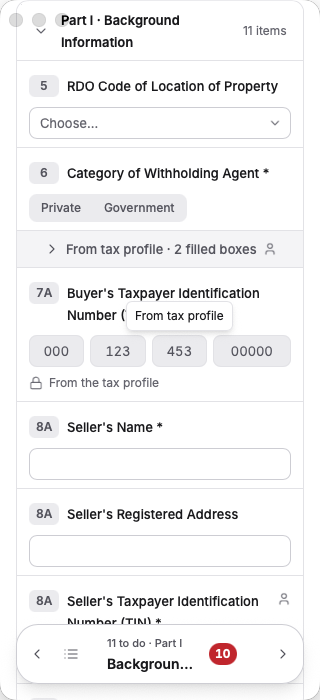 Part I · Background
Information
11 items
5 RDO Code of Location of Property
Choose...
6 Category of Withholding Agent *
Private Government
From tax profile · 2 filled boxes
7A Buyer's Taxpayer Identification
Number (
From tax profile
000 123 453 00000
From the tax profile
8A Seller's Name *
8A Seller's Registered Address
8A Seller's Taxpayer Identification
Number (TIN) *
11 to do · Part I
Backgroun...
10